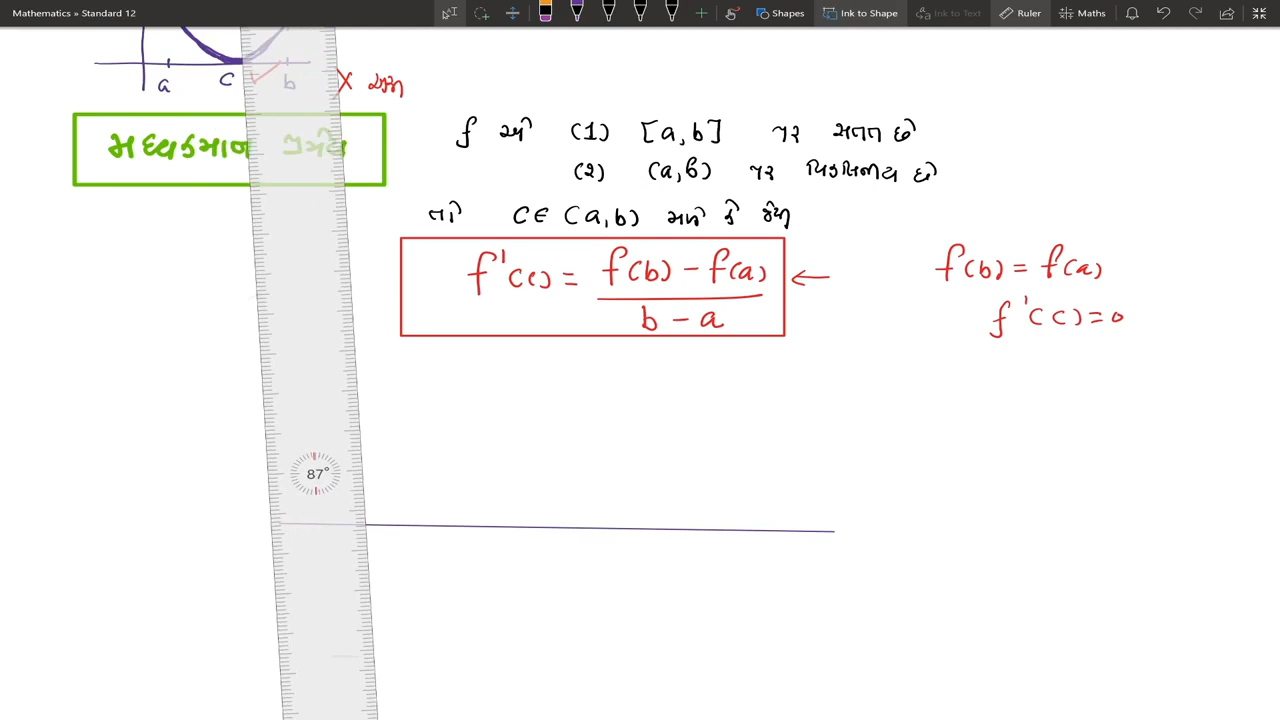 Mathematics » Standard 12
Shapes Ink to Shape Ink to Text Ruler Maths
a c b x અક્ષ
મધ્યકમાન પ્રમેય
f એ (1) [a,b] પર સતત છે
(2) (a,b) પર વિકલનીય છે
તો C∈ (a,b) મળે કે જેથી
f'(c) = f(b) − f(a) / b − a ← f(b) = f(a)
f'(c) = 0
87°